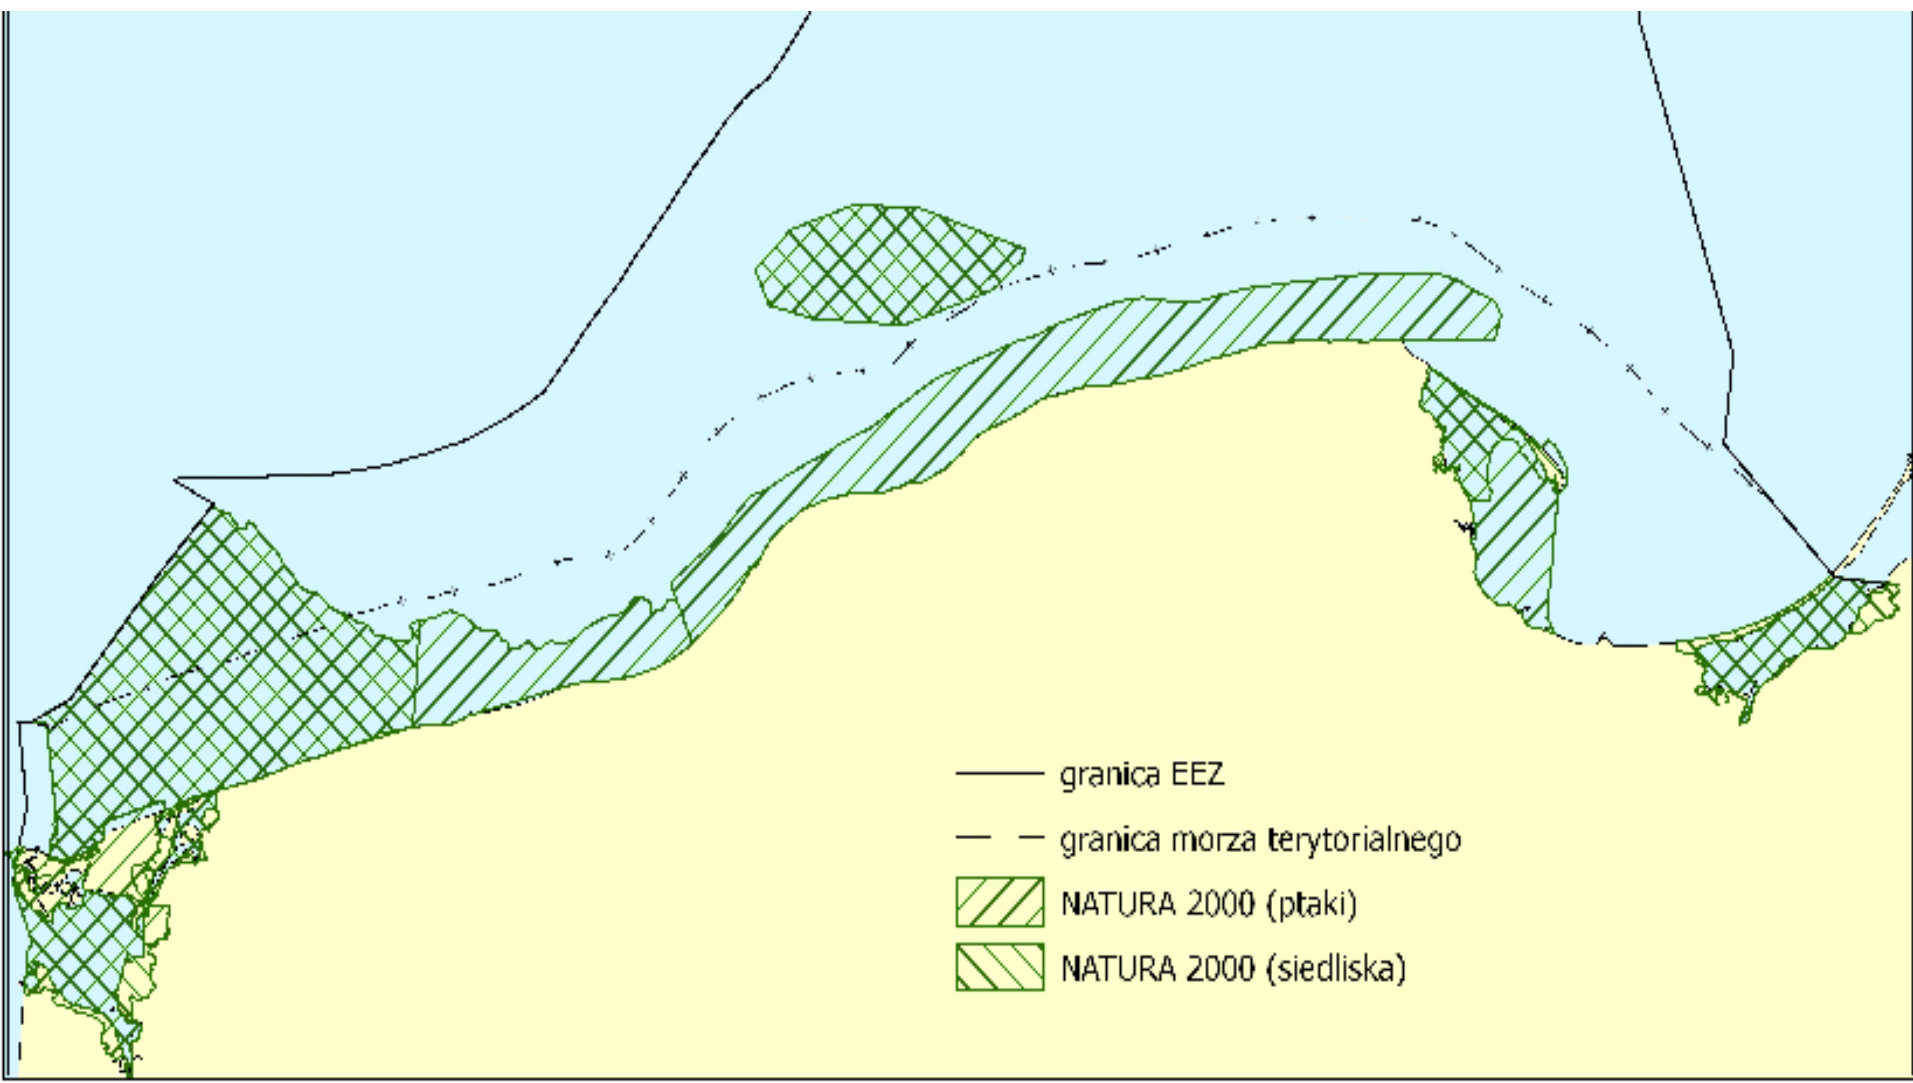 granica EEZ
granica morza terytorialnego
NATURA 2000 (ptaki)
NATURA 2000 (siedliska)